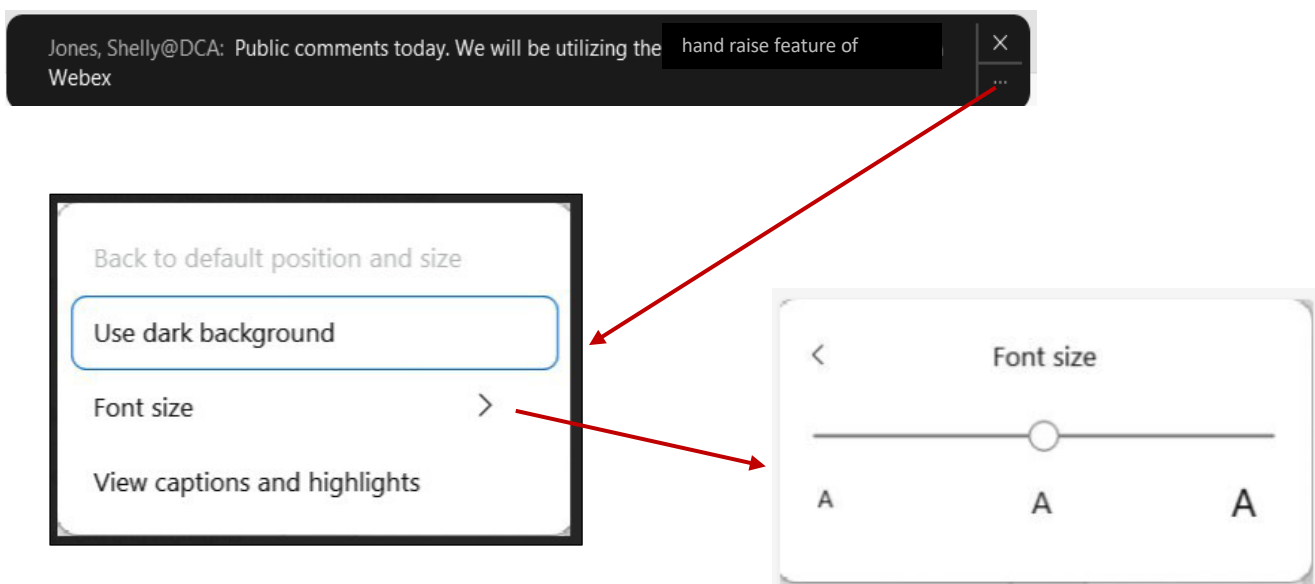 Jones, Shelly@DCA: Public comments today. We will be utilizing the hand raise feature of
Webex
Back to default position and size
Use dark background
Font size
View captions and highlights
Font size
A A A